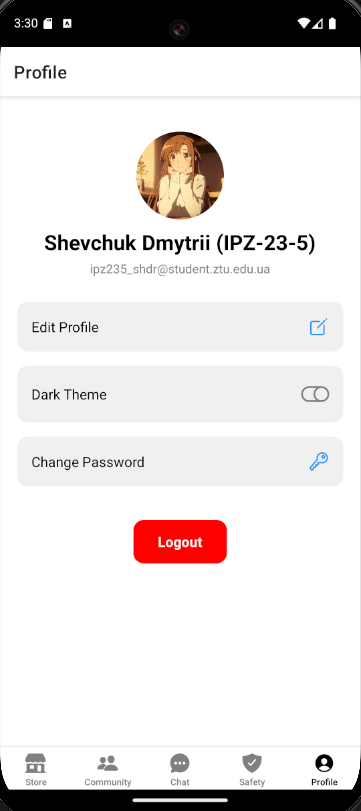 3:30
Profile
Shevchuk Dmytrii (IPZ-23-5)
ipz235_shdr@student.ztu.edu.ua
Edit Profile
Dark Theme
Change Password
Logout
Store Community Chat Safety Profile